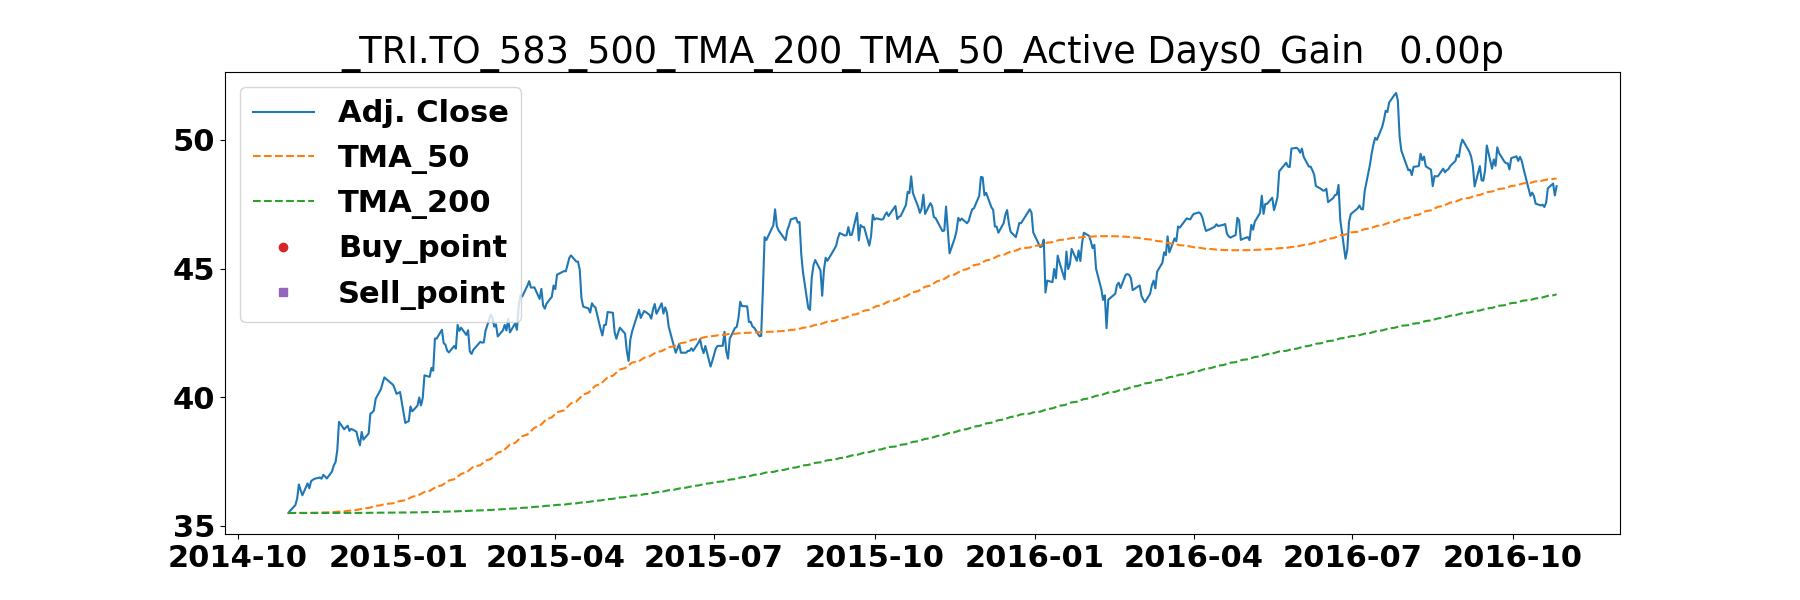 _TRI.TO_583_500_TMA_200_TMA_50_Active Days0_Gain   0.00p
Adj. Close
TMA_50
TMA_200
Buy_point
Sell_point
50
45
40
35
2014-10 2015-01 2015-04 2015-07 2015-10 2016-01 2016-04 2016-07 2016-10